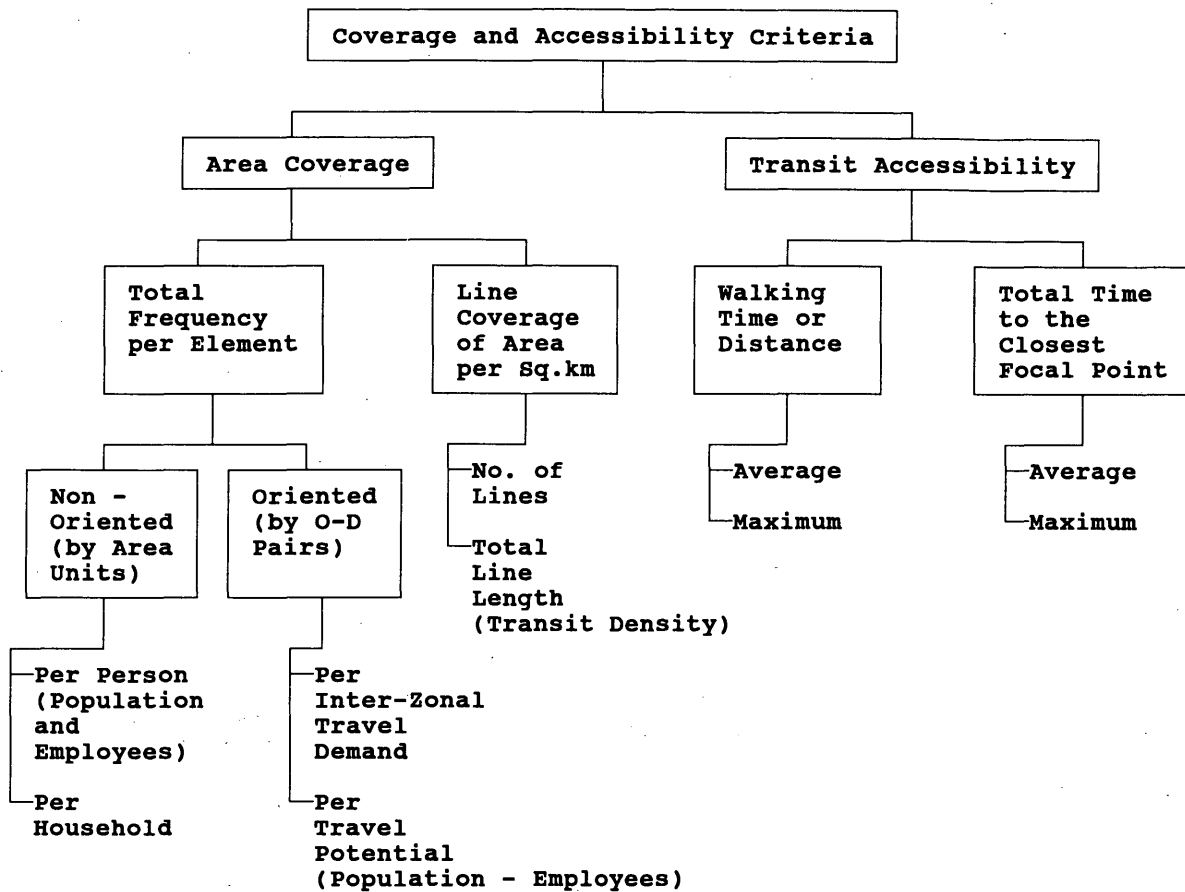 Coverage and Accessibility Criteria
Area Coverage
Transit Accessibility
Total
Frequency
per Element
Line
Coverage
of Area
per Sq.km
Walking
Time or
Distance
Total Time
to the
Closest
Focal Point
Non -
Oriented
(by Area
Units)
Oriented
(by O-D
Pairs)
No. of
Lines
Total
Line
Length
(Transit Density)
Average
Maximum
Average
Maximum
Per Person
(Population
and
Employees)
Per
Household
Per
Inter-Zonal
Travel
Demand
Per
Travel
Potential
(Population - Employees)